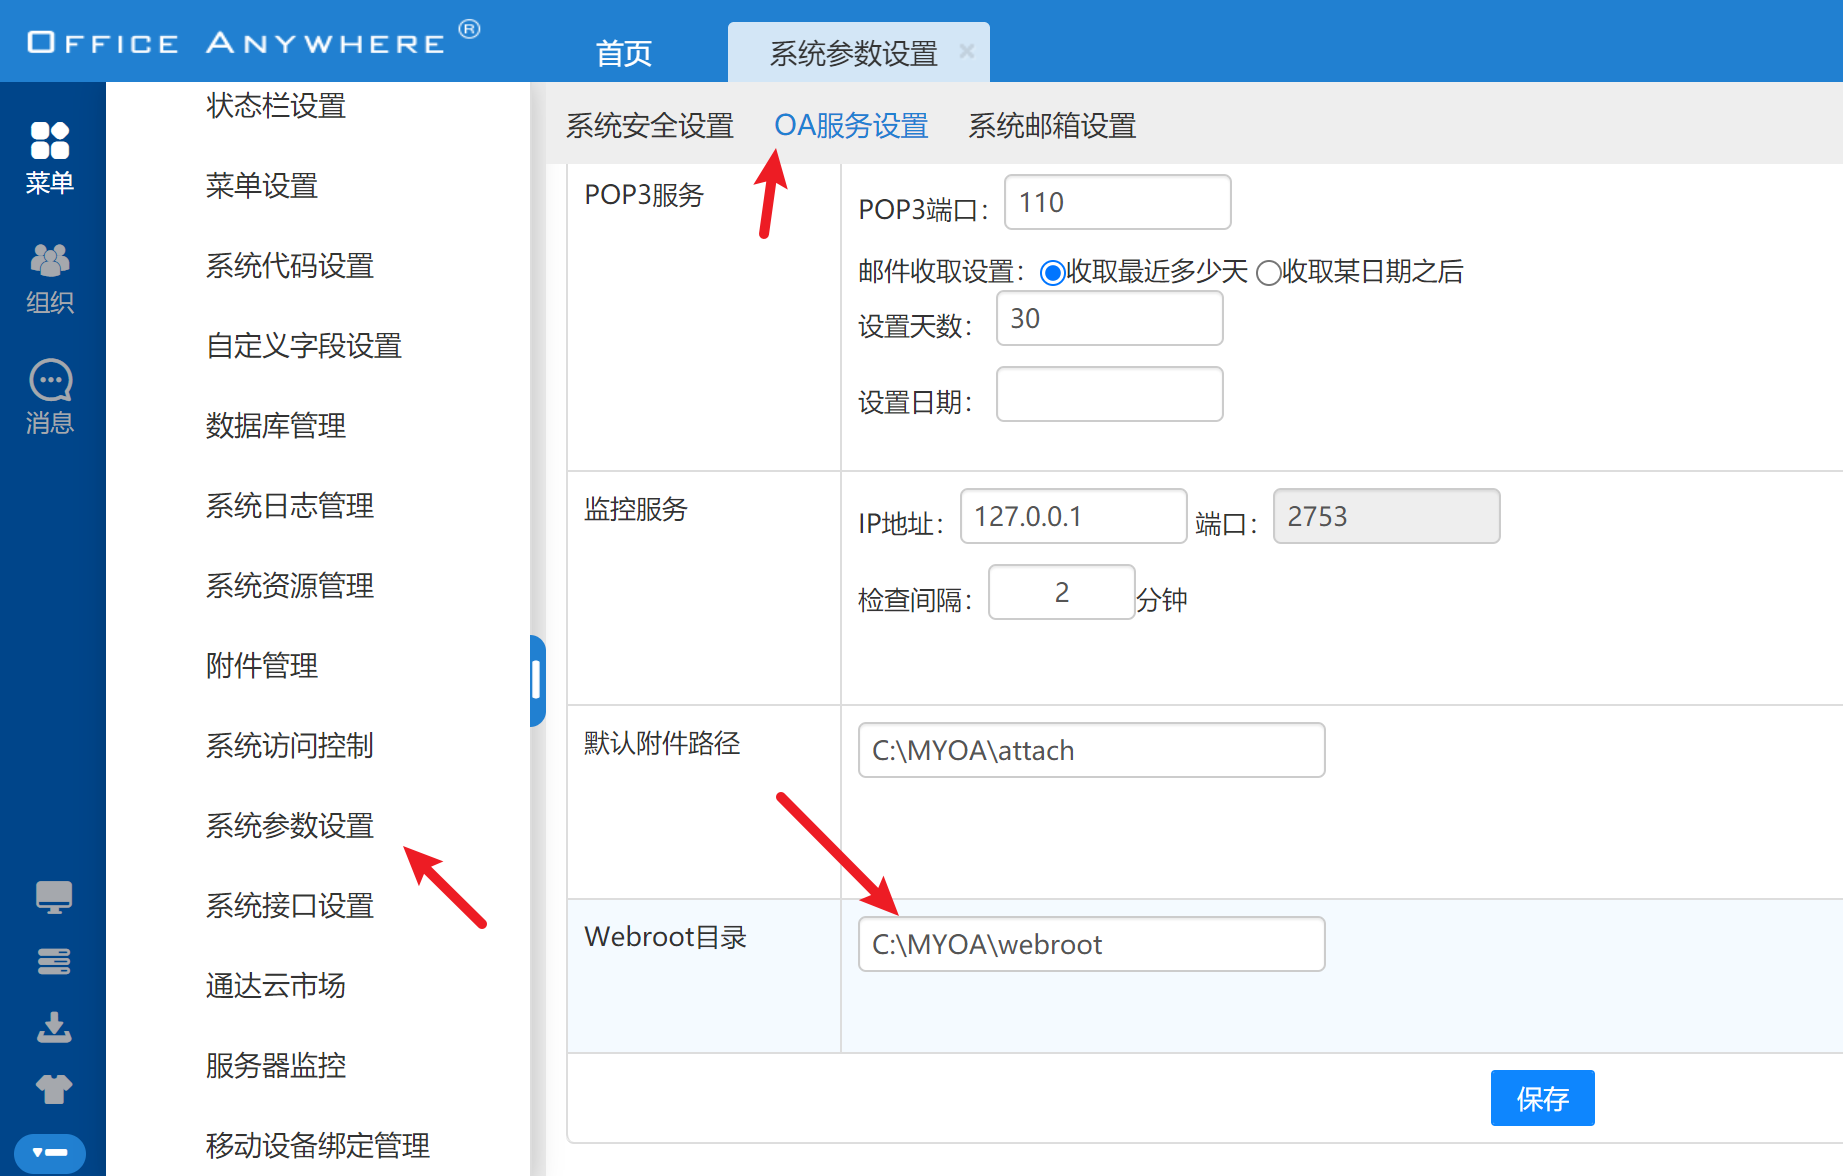 OFFICE ANYWHERE ®
首页
系统参数设置 ×
菜单
组织
消息
状态栏设置
菜单设置
系统代码设置
自定义字段设置
数据库管理
系统日志管理
系统资源管理
附件管理
系统访问控制
系统参数设置
系统接口设置
通达云市场
服务器监控
移动设备绑定管理
系统安全设置 OA服务设置 系统邮箱设置
POP3服务
POP3端口： 110
邮件收取设置： 收取最近多少天 收取某日期之后
设置天数： 30
设置日期：
监控服务
IP地址： 127.0.0.1 端口： 2753
检查间隔： 2 分钟
默认附件路径
C:\MYOA\attach
Webroot目录
C:\MYOA\webroot
保存